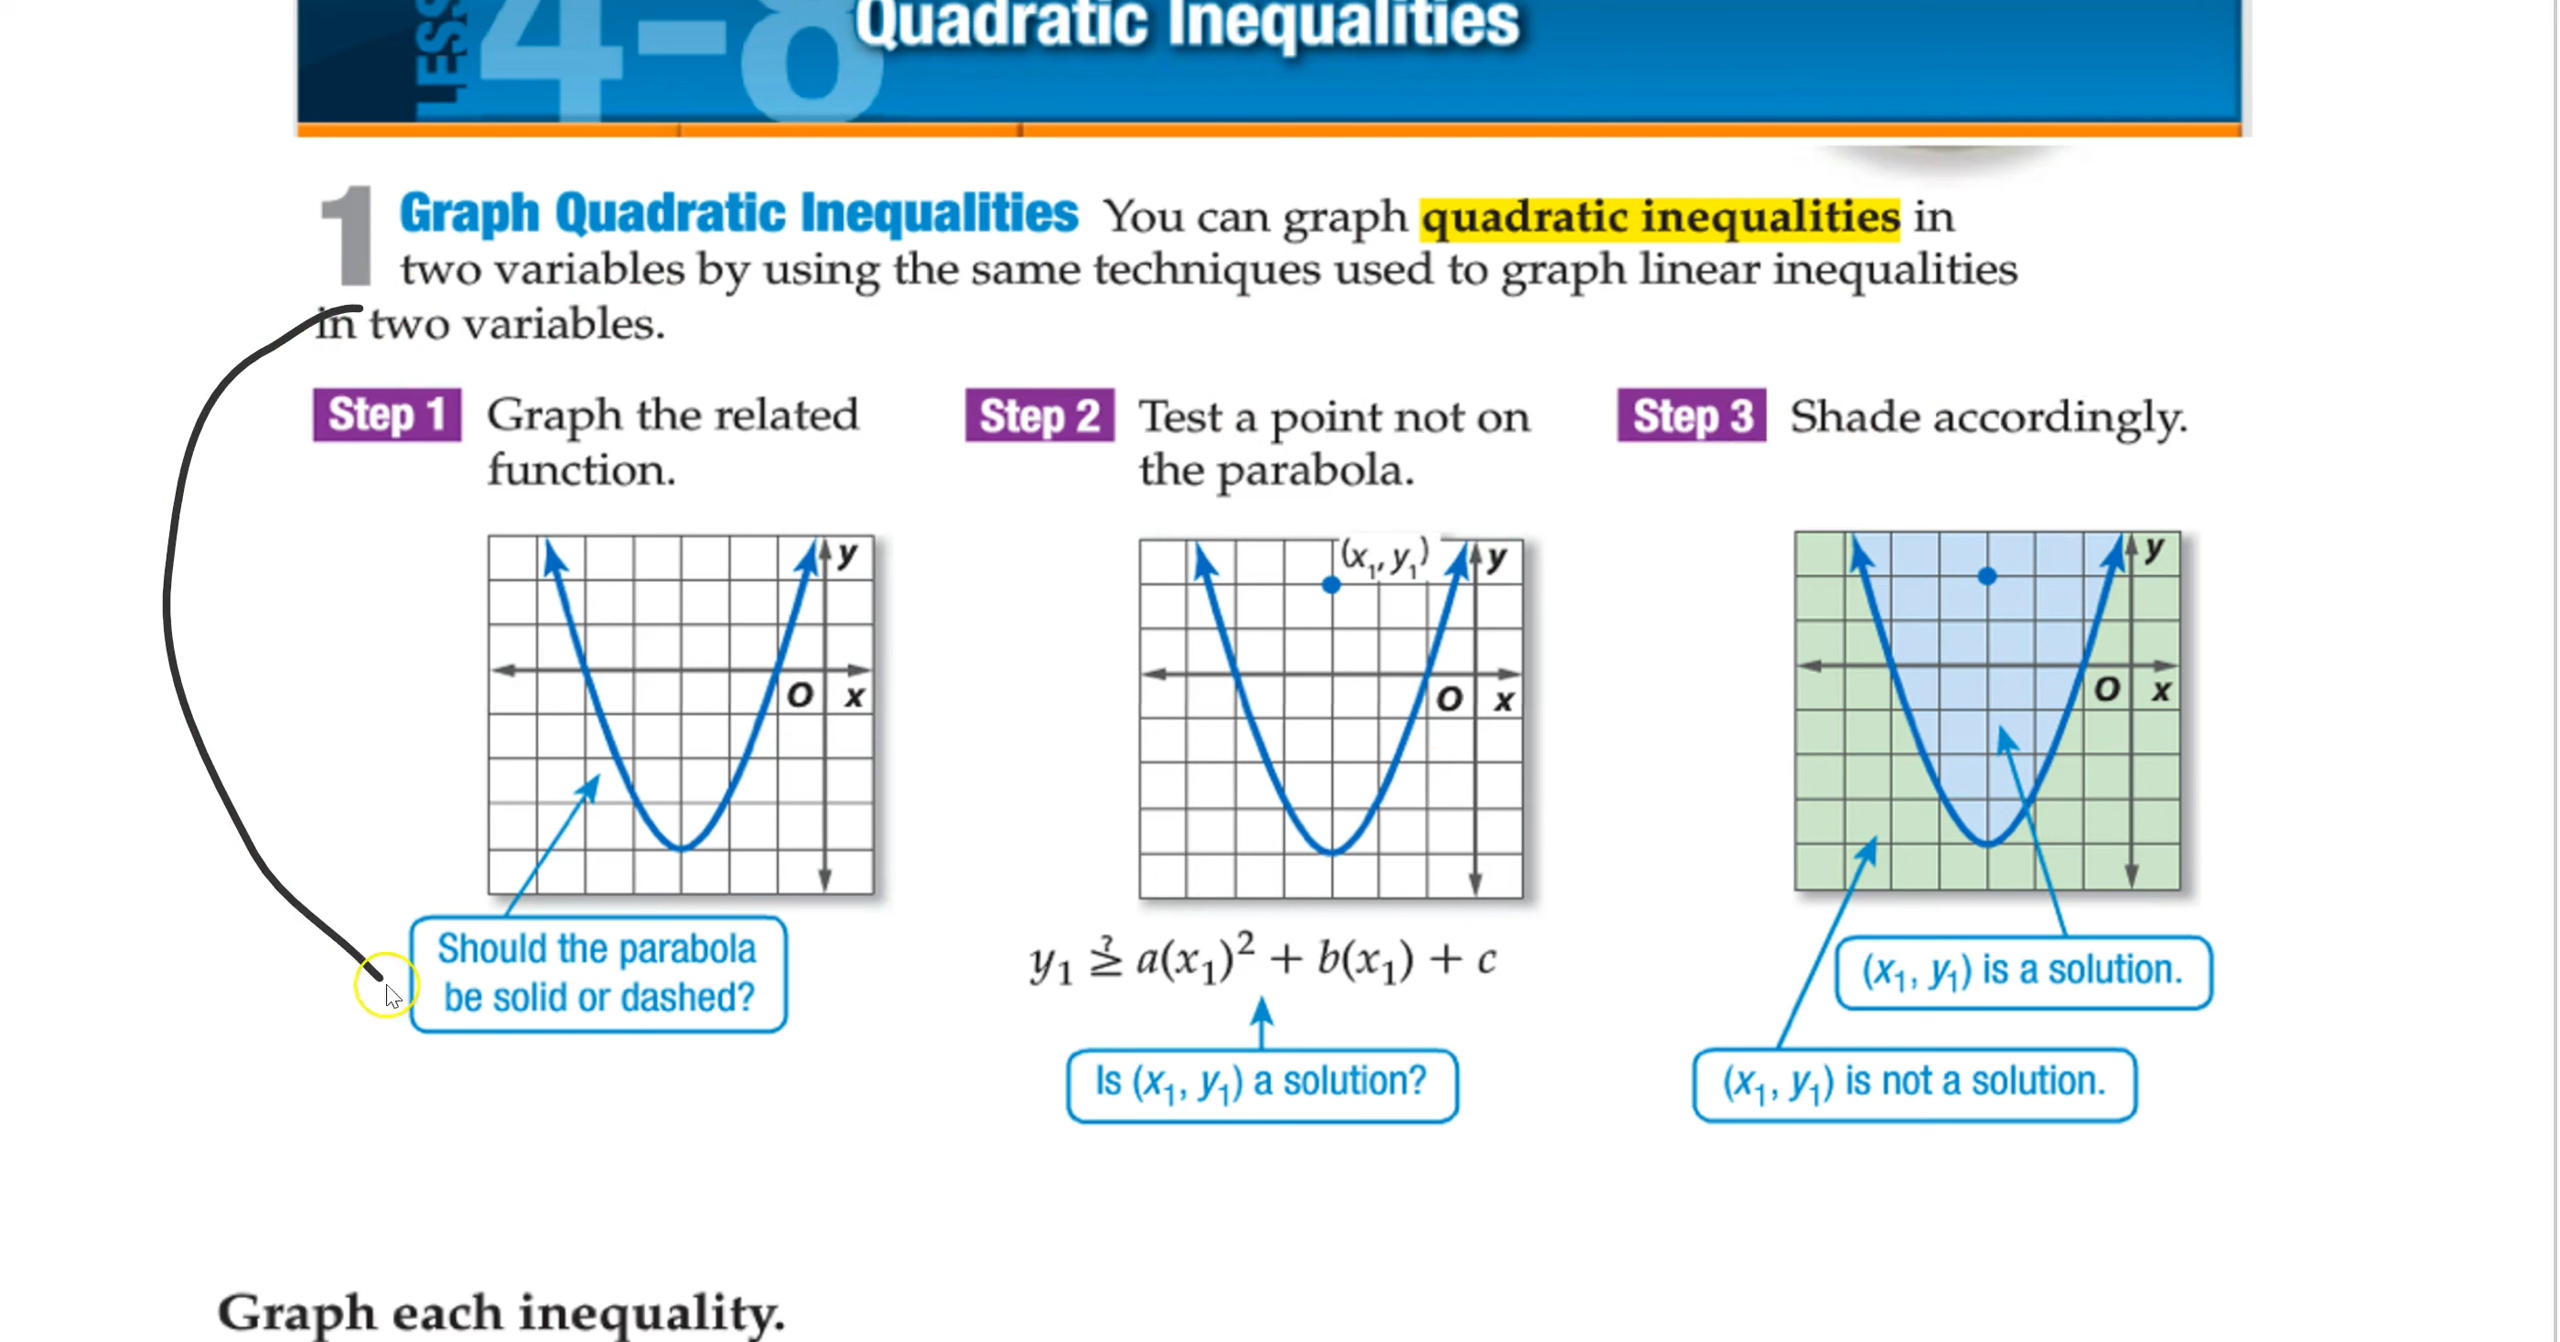 LESS
4-8 Quadratic Inequalities
1 Graph Quadratic Inequalities You can graph quadratic inequalities in
two variables by using the same techniques used to graph linear inequalities
in two variables.
Step 1 Graph the related
function.
y
O x
Should the parabola
be solid or dashed?
Step 2 Test a point not on
the parabola.
(x₁, y₁) y
O x
y₁ ≥? a(x₁)² + b(x₁) + c
Is (x₁, y₁) a solution?
Step 3 Shade accordingly.
y
O x
(x₁, y₁) is a solution.
(x₁, y₁) is not a solution.
Graph each inequality.